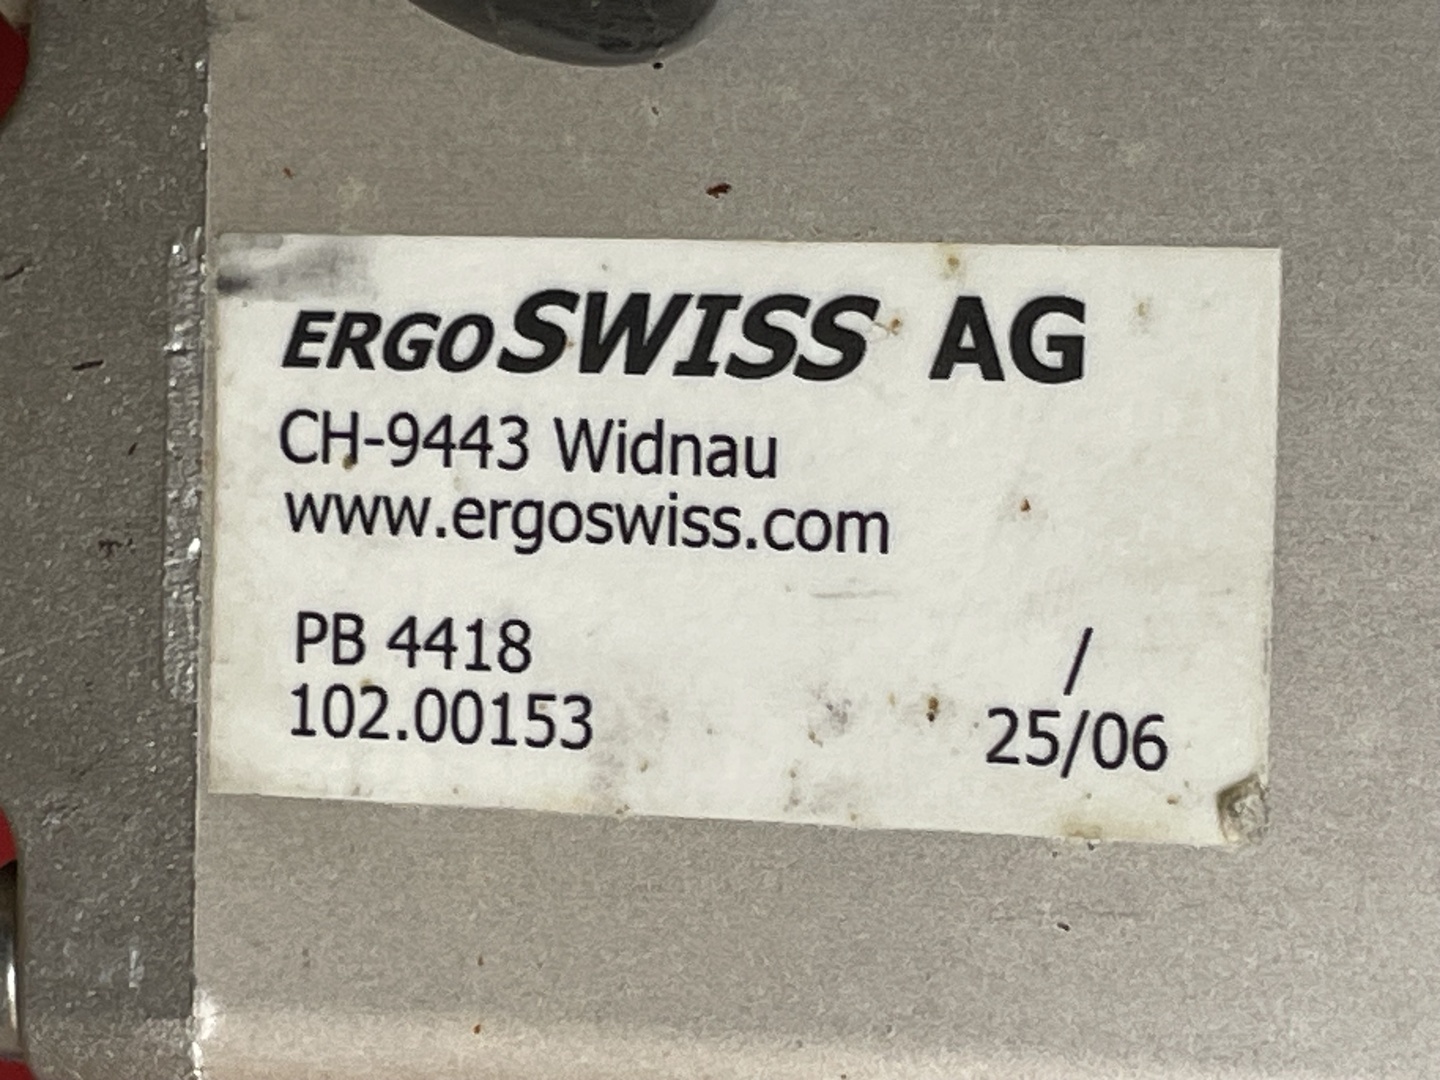 ERGOSWISS AG
CH-9443 Widnau
www.ergoswiss.com
PB 4418 /
102.00153 25/06